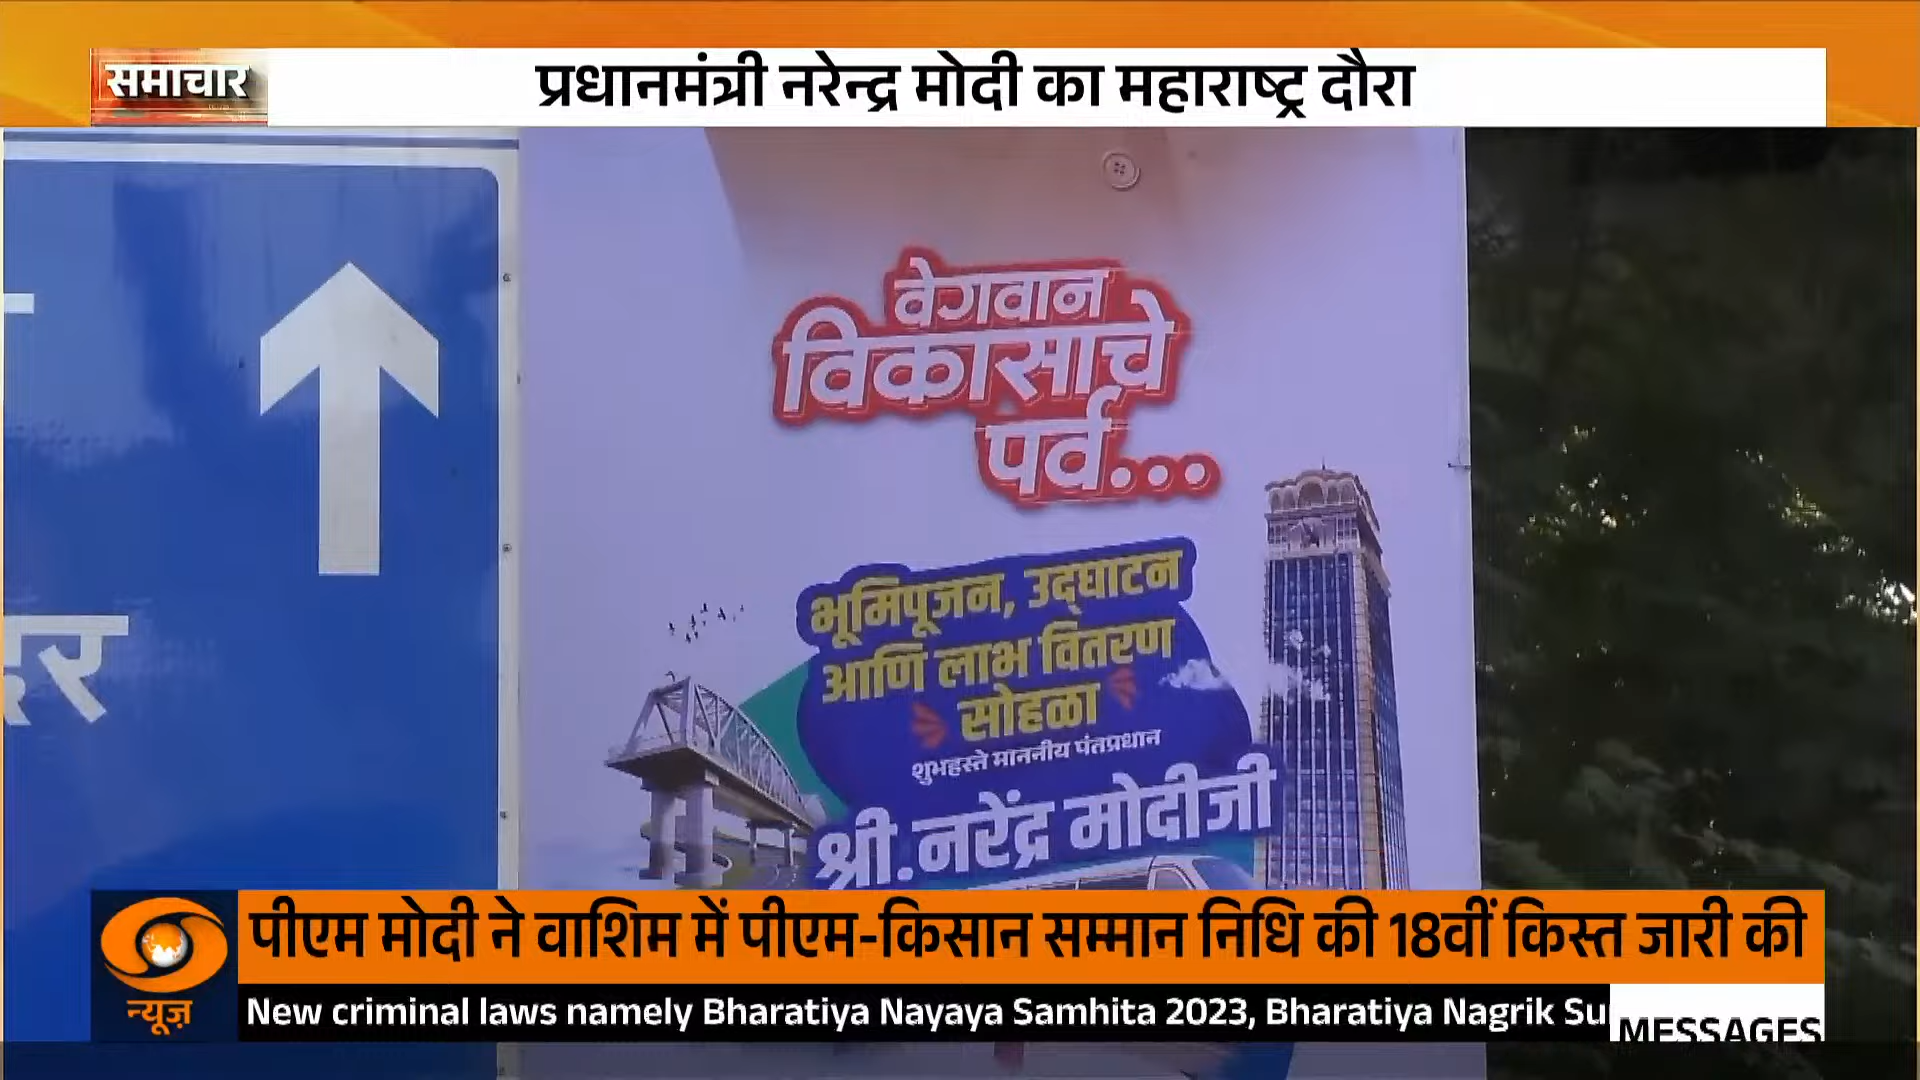 समाचार
प्रधानमंत्री नरेन्द्र मोदी का महाराष्ट्र दौरा
वेगवान
विकासाचे
पर्व...
भूमिपूजन, उद्घाटन
आणि लाभ वितरण
सोहळा
शुभहस्ते माननीय पंतप्रधान
श्री.नरेंद्र मोदीजी
पीएम मोदी ने वाशिम में पीएम-किसान सम्मान निधि की 18वीं किस्त जारी की
न्यूज़
New criminal laws namely Bharatiya Nayaya Samhita 2023, Bharatiya Nagrik Su
MESSAGES